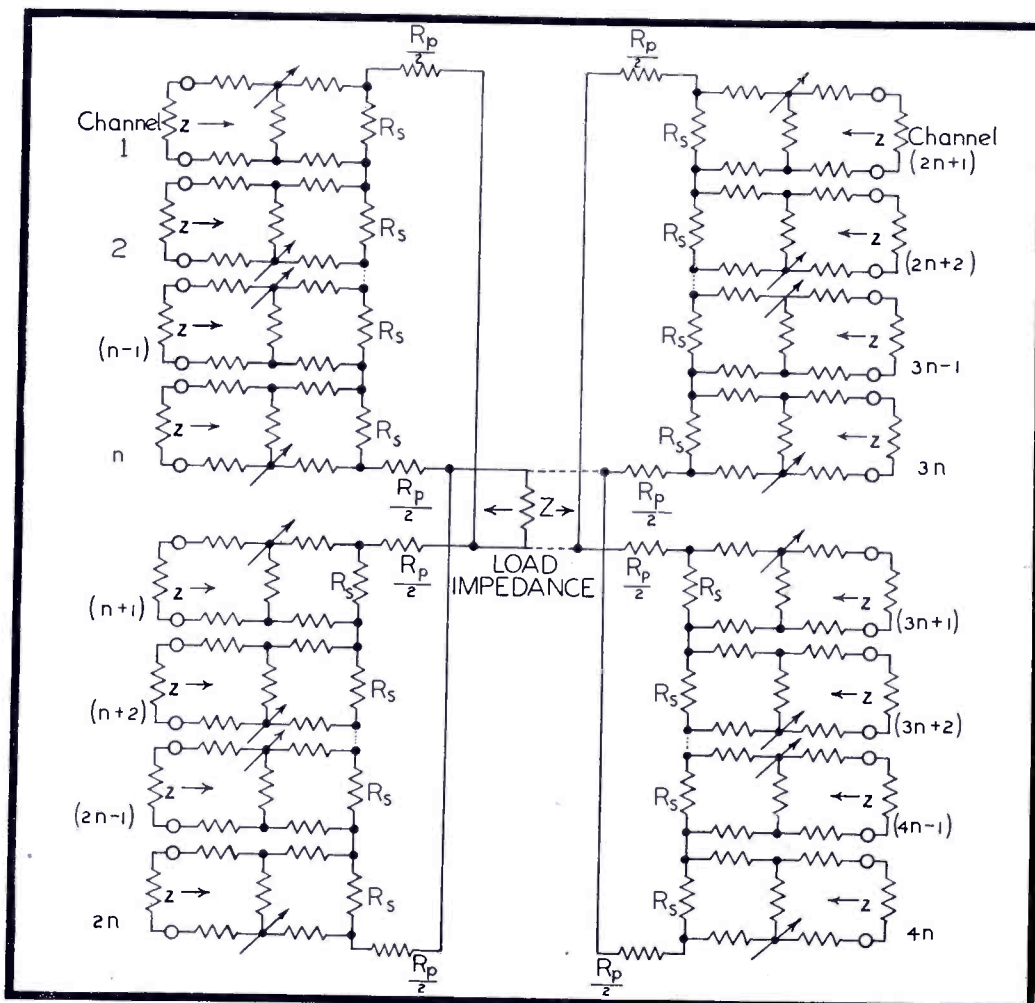 Rp/2
Rp/2
Channel
1
Z →
Rs
Rs
← Z
Channel
(2n+1)
2
Z →
Rs
Rs
← Z
(2n+2)
(n-1)
Z →
Rs
Rs
← Z
3n-1
n
Z →
Rs
Rs
← Z
3n
Rp/2
← Z →
Rp/2
Rp/2
LOAD
IMPEDANCE
Rp/2
(n+1)
Z →
Rs
Rs
← Z
(3n+1)
(n+2)
Z →
Rs
Rs
← Z
(3n+2)
(2n-1)
Z →
Rs
Rs
← Z
(4n-1)
2n
Z →
Rs
Rs
← Z
4n
Rp/2
Rp/2